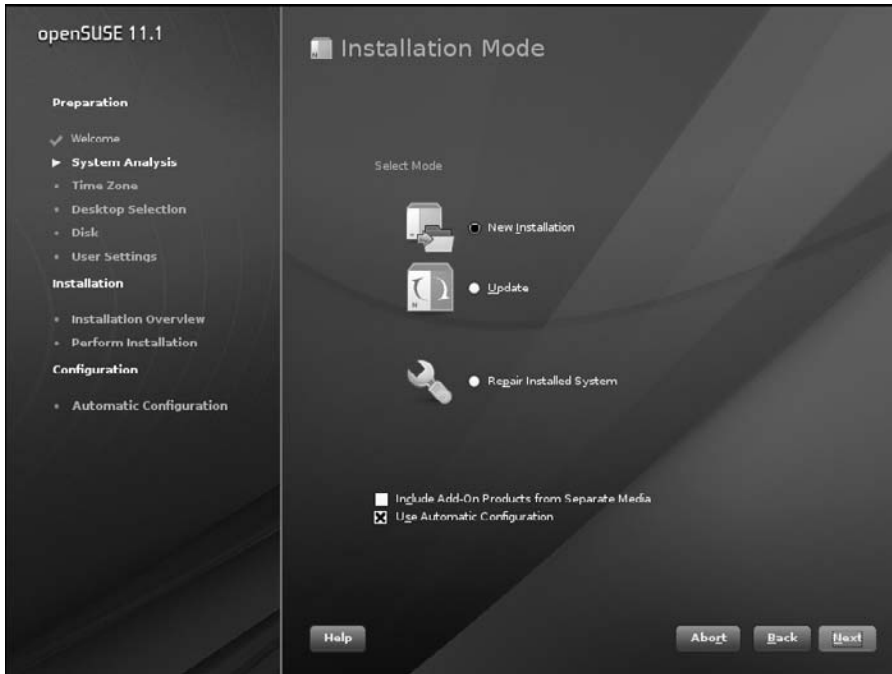 openSUSE 11.1
Preparation
Welcome
System Analysis
Time Zone
Desktop Selection
Disk
User Settings
Installation
Installation Overview
Perform Installation
Configuration
Automatic Configuration
Installation Mode
Select Mode
New Installation
Update
Repair Installed System
Include Add-On Products from Separate Media
Use Automatic Configuration
Help
Abort
Back
Next